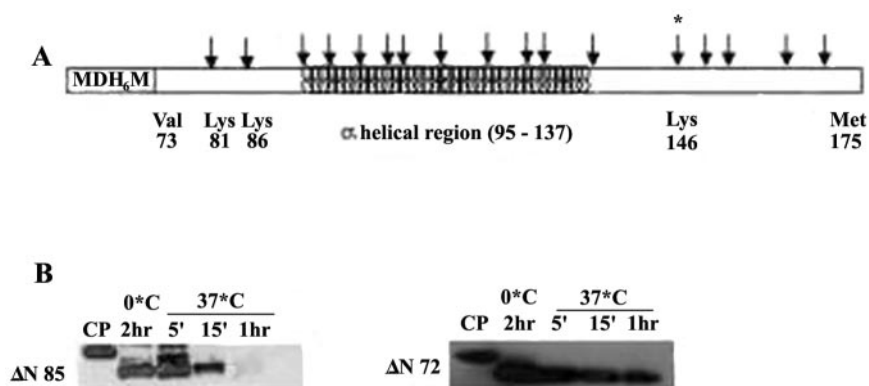 *
A
MDH₆M
Val Lys Lys α helical region (95 - 137) Lys Met
73 81 86 146 175
B
0*C 37*C 0*C 37*C
CP 2hr 5' 15' 1hr CP 2hr 5' 15' 1hr
ΔN 85 ΔN 72